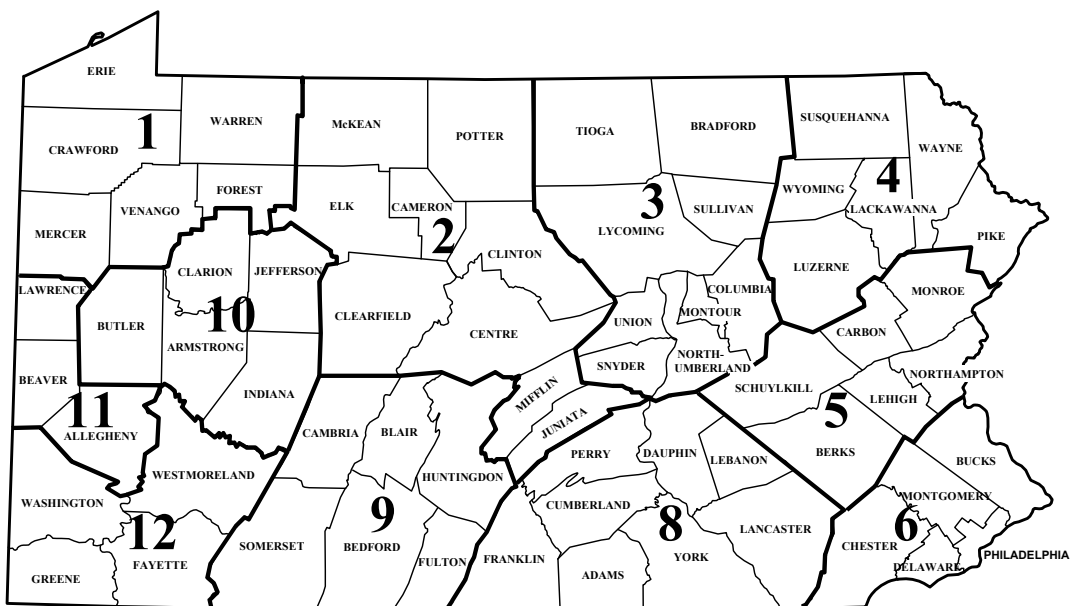 ERIE
CRAWFORD
1
WARREN
McKEAN
POTTER
TIOGA
BRADFORD
SUSQUEHANNA
WAYNE
MERCER
VENANGO
FOREST
ELK
CAMERON
2
CLINTON
3
LYCOMING
SULLIVAN
WYOMING
4
LACKAWANNA
PIKE
LAWRENCE
CLARION
JEFFERSON
BUTLER
10
ARMSTRONG
CLEARFIELD
CENTRE
UNION
MONTOUR
COLUMBIA
LUZERNE
MONROE
CARBON
BEAVER
11
ALLEGHENY
INDIANA
SNYDER
NORTH-
UMBERLAND
SCHUYLKILL
5
NORTHAMPTON
LEHIGH
CAMBRIA
BLAIR
MIFFLIN
JUNIATA
PERRY
DAUPHIN
LEBANON
BERKS
BUCKS
WESTMORELAND
WASHINGTON
HUNTINGDON
CUMBERLAND
MONTGOMERY
12
FAYETTE
GREENE
SOMERSET
9
BEDFORD
FULTON
FRANKLIN
ADAMS
8
YORK
LANCASTER
CHESTER
6
DELAWARE
PHILADELPHIA